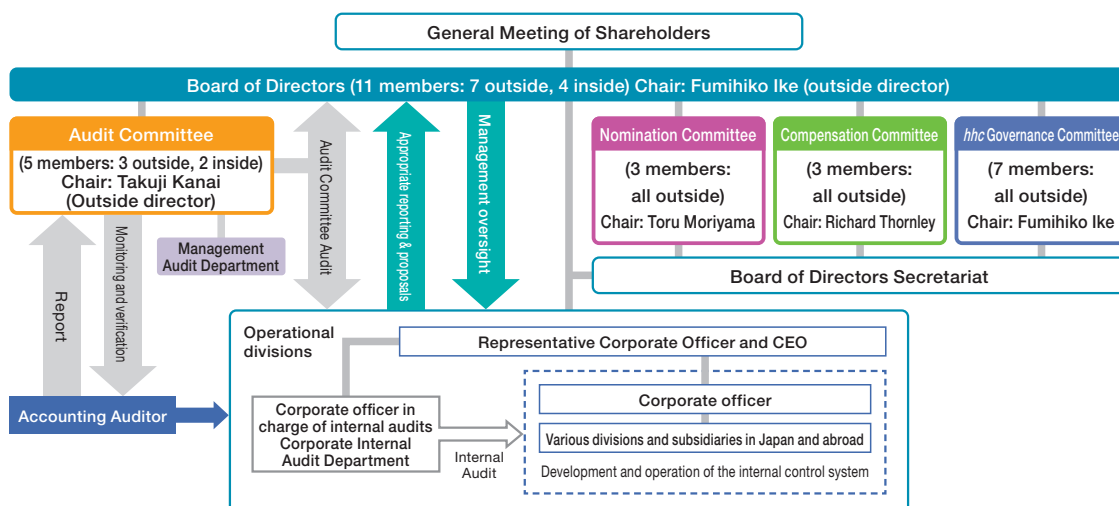 General Meeting of Shareholders
Board of Directors (11 members: 7 outside, 4 inside) Chair: Fumihiko Ike (outside director)
Audit Committee
(5 members: 3 outside, 2 inside)
Chair: Takuji Kanai
(Outside director)
Management
Audit Department
Report
Monitoring and verification
Audit Committee Audit
Appropriate reporting & proposals
Management oversight
Nomination Committee
(3 members:
all outside)
Chair: Toru Moriyama
Compensation Committee
(3 members:
all outside)
Chair: Richard Thornley
hhc Governance Committee
(7 members:
all outside)
Chair: Fumihiko Ike
Board of Directors Secretariat
Accounting Auditor
Operational
divisions
Representative Corporate Officer and CEO
Corporate officer in
charge of internal audits
Corporate Internal
Audit Department
Internal
Audit
Corporate officer
Various divisions and subsidiaries in Japan and abroad
Development and operation of the internal control system